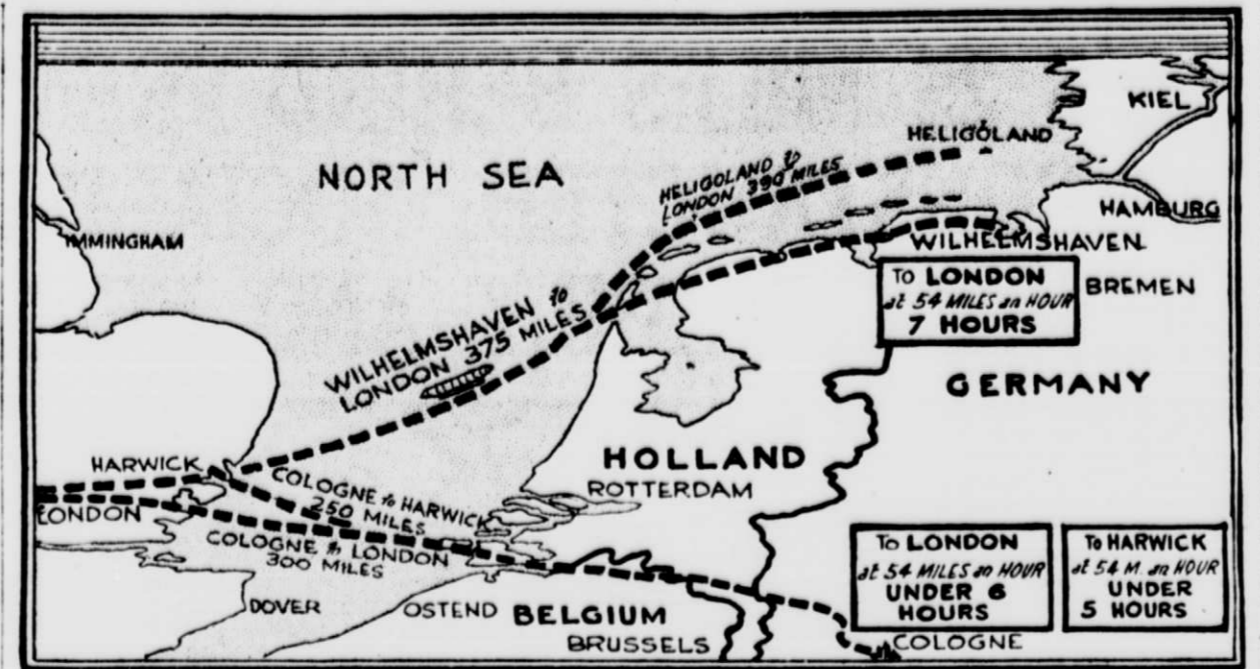 KIEL
HELIGOLAND
NORTH SEA
HELIGOLAND to
LONDON 390 MILES
HAMBURG
IMMINGHAM
WILHELMSHAVEN
TO LONDON
at 54 MILES an HOUR
7 HOURS
BREMEN
WILHELMSHAVEN to
LONDON 375 MILES
GERMANY
HOLLAND
ROTTERDAM
HARWICK
COLOGNE to HARWICK
250 MILES
LONDON
COLOGNE to LONDON
300 MILES
TO LONDON
at 54 MILES an HOUR
UNDER 6
HOURS
TO HARWICK
at 54 M. an HOUR
UNDER
5 HOURS
DOVER
OSTEND
BELGIUM
BRUSSELS
COLOGNE